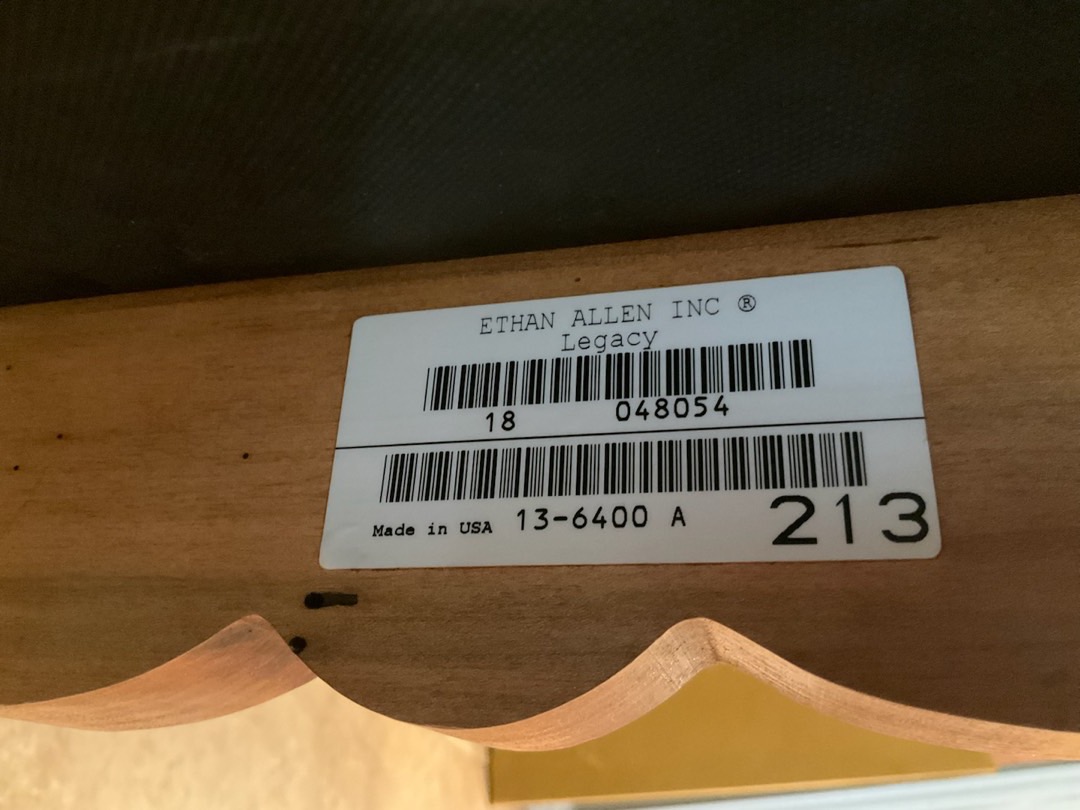 ETHAN ALLEN INC ®
Legacy
18 048054
Made in USA 13-6400 A 213